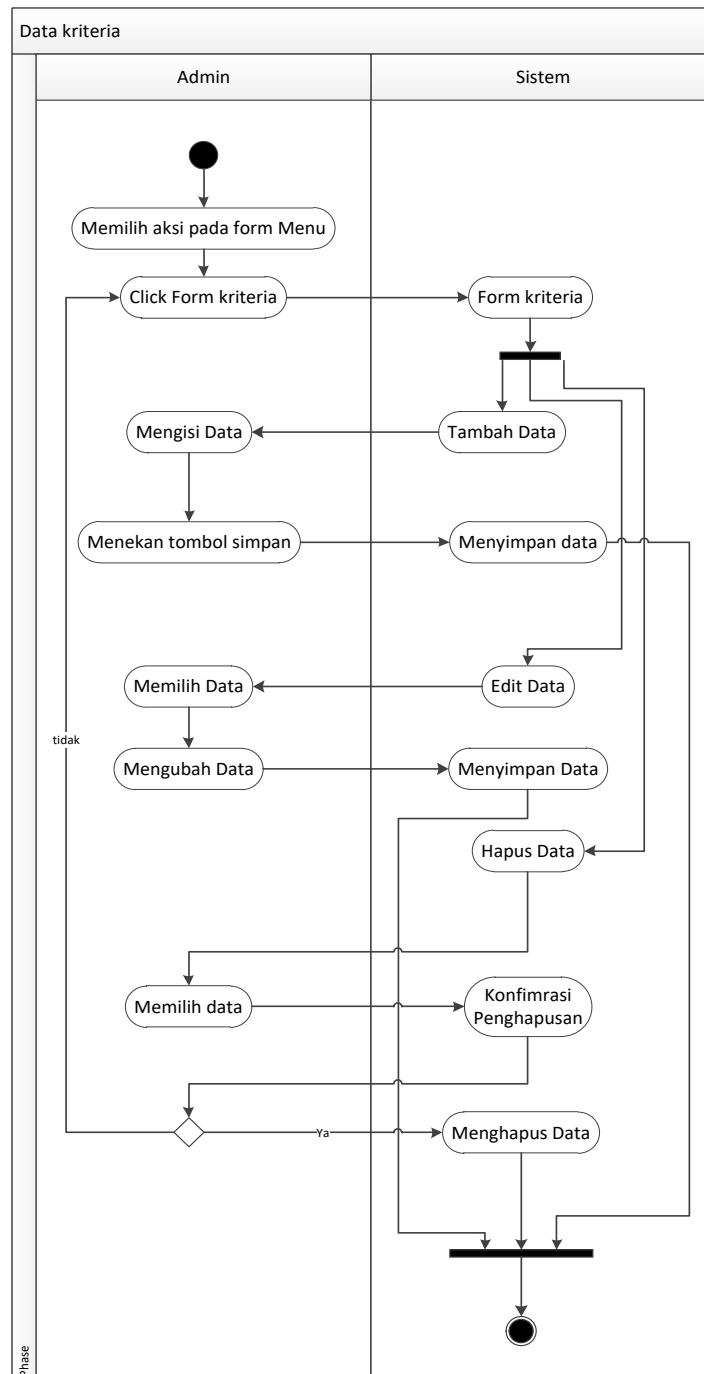 Data kriteria
Admin
Sistem
Memilih aksi pada form Menu
Click Form kriteria
Form kriteria
Mengisi Data
Tambah Data
Menekan tombol simpan
Menyimpan data
Memilih Data
Edit Data
tidak
Mengubah Data
Menyimpan Data
Hapus Data
Memilih data
Konfimrasi
Penghapusan
Ya
Menghapus Data
Phase